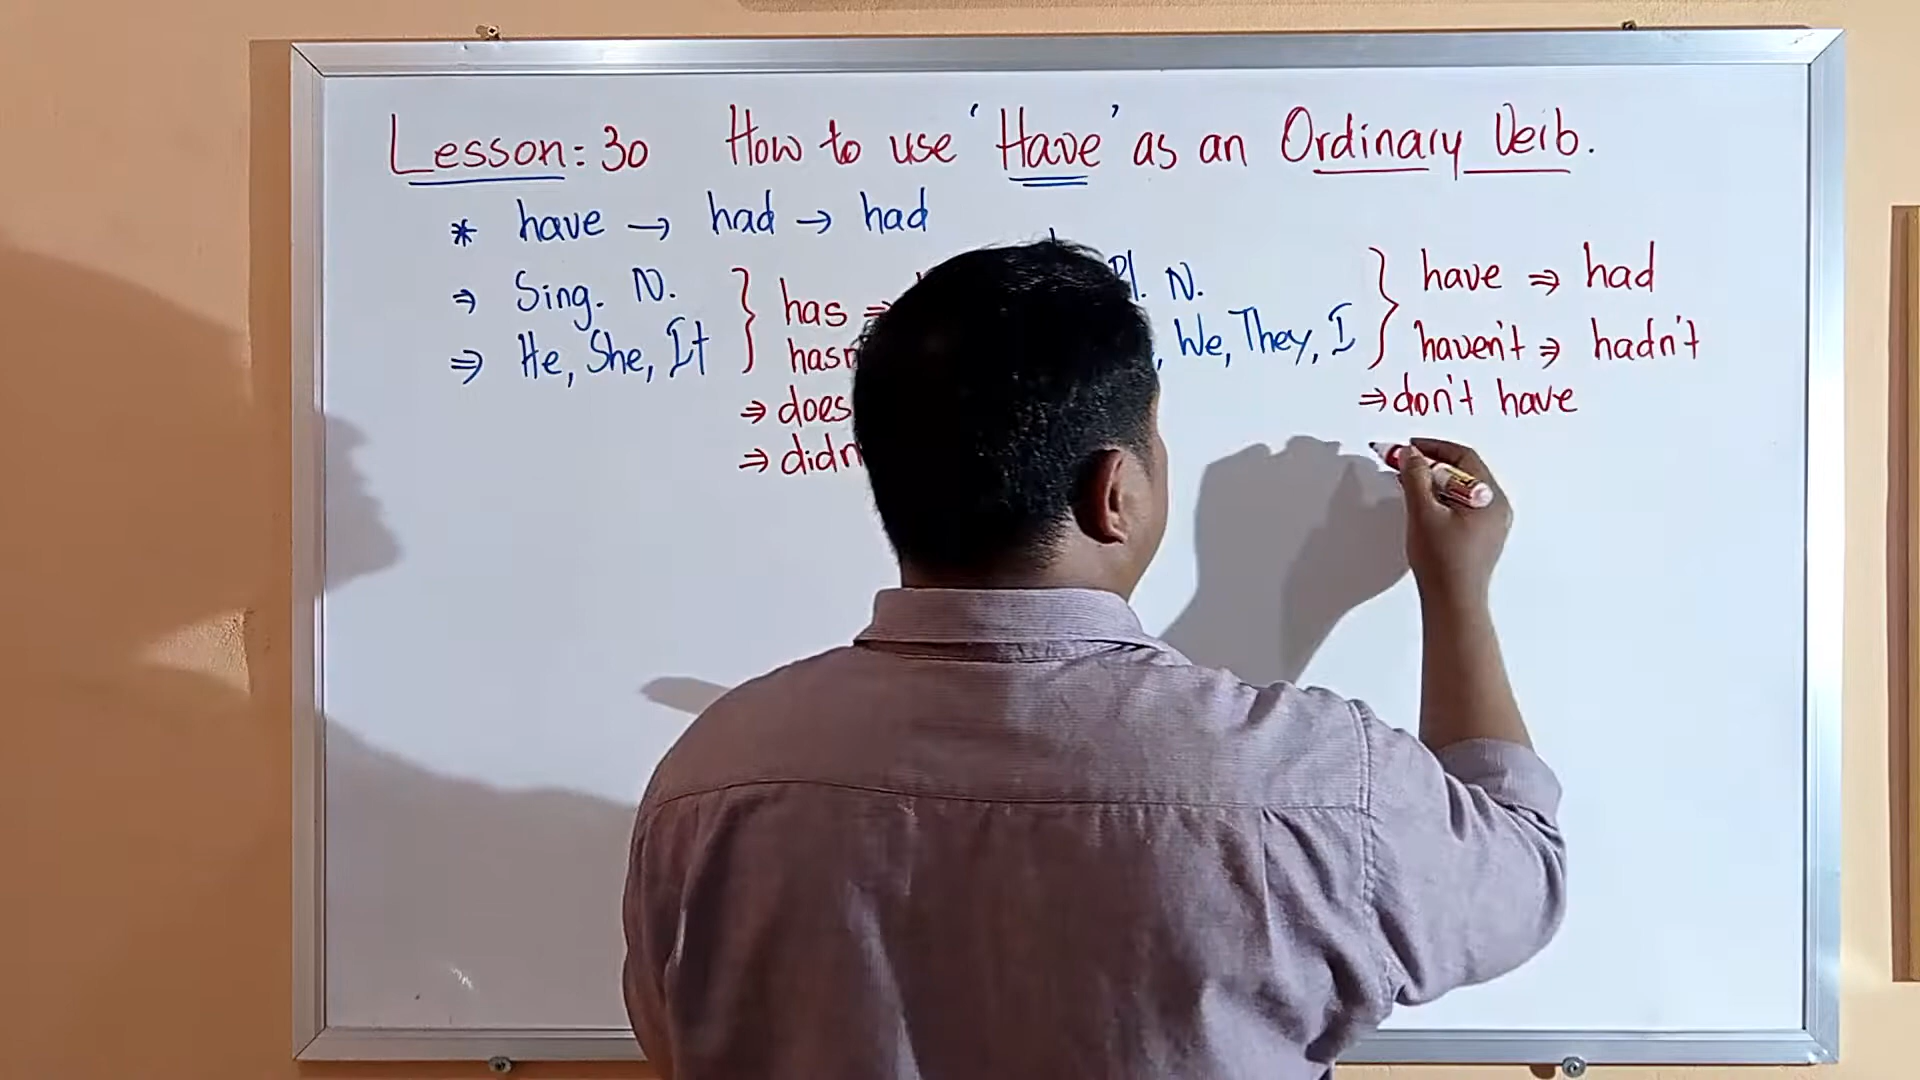 Lesson: 30 How to use 'Have' as an Ordinary Verb.
* have → had → had
⇒ Sing. N. } has ⇒
⇒ He, She, It hasn
⇒ does
⇒ didn
Pl. N. } have ⇒ had
, We, They, I haven't ⇒ hadn't
⇒ don't have